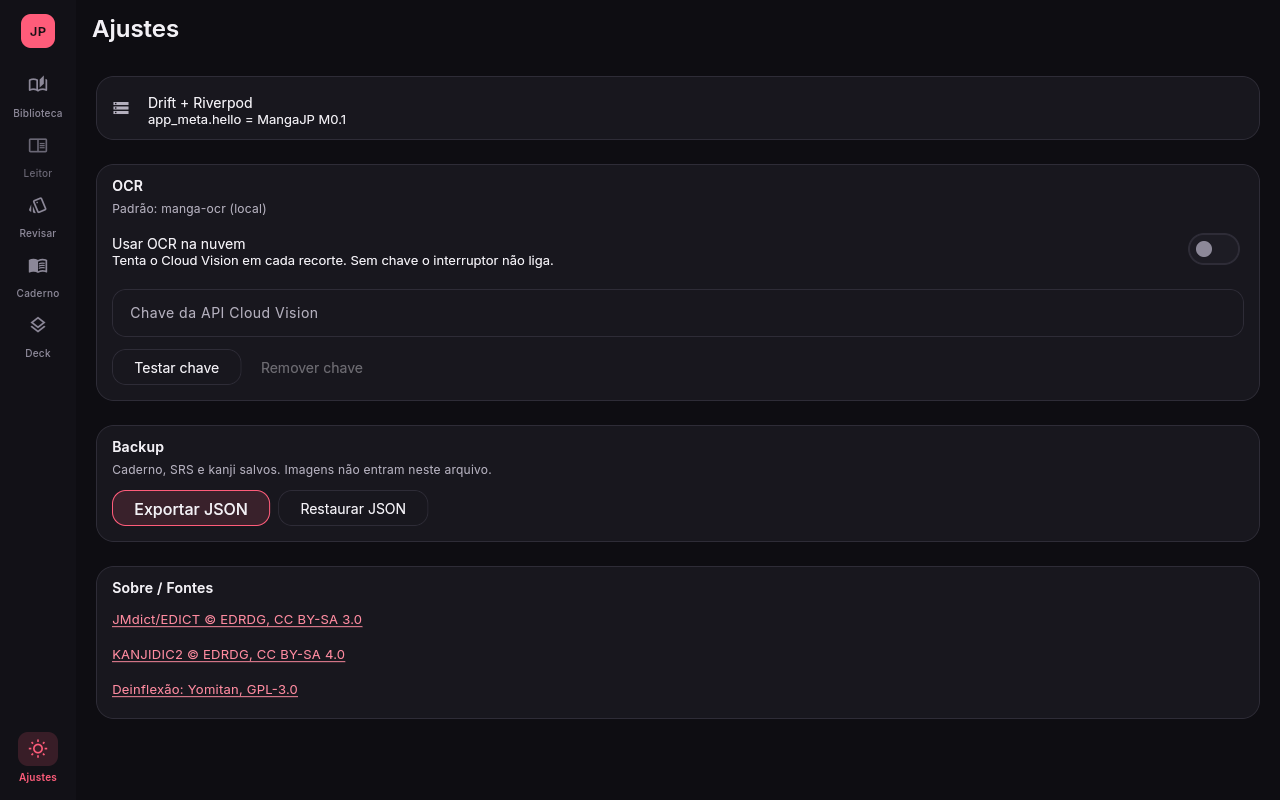 JP
Ajustes
Biblioteca
Leitor
Revisar
Caderno
Deck
Ajustes
Drift + Riverpod
app_meta.hello = MangaJP M0.1
OCR
Padrão: manga-ocr (local)
Usar OCR na nuvem
Tenta o Cloud Vision em cada recorte. Sem chave o interruptor não liga.
Chave da API Cloud Vision
Testar chave
Remover chave
Backup
Caderno, SRS e kanji salvos. Imagens não entram neste arquivo.
Exportar JSON
Restaurar JSON
Sobre / Fontes
JMdict/EDICT © EDRDG, CC BY-SA 3.0
KANJIDIC2 © EDRDG, CC BY-SA 4.0
Deinflexão: Yomitan, GPL-3.0